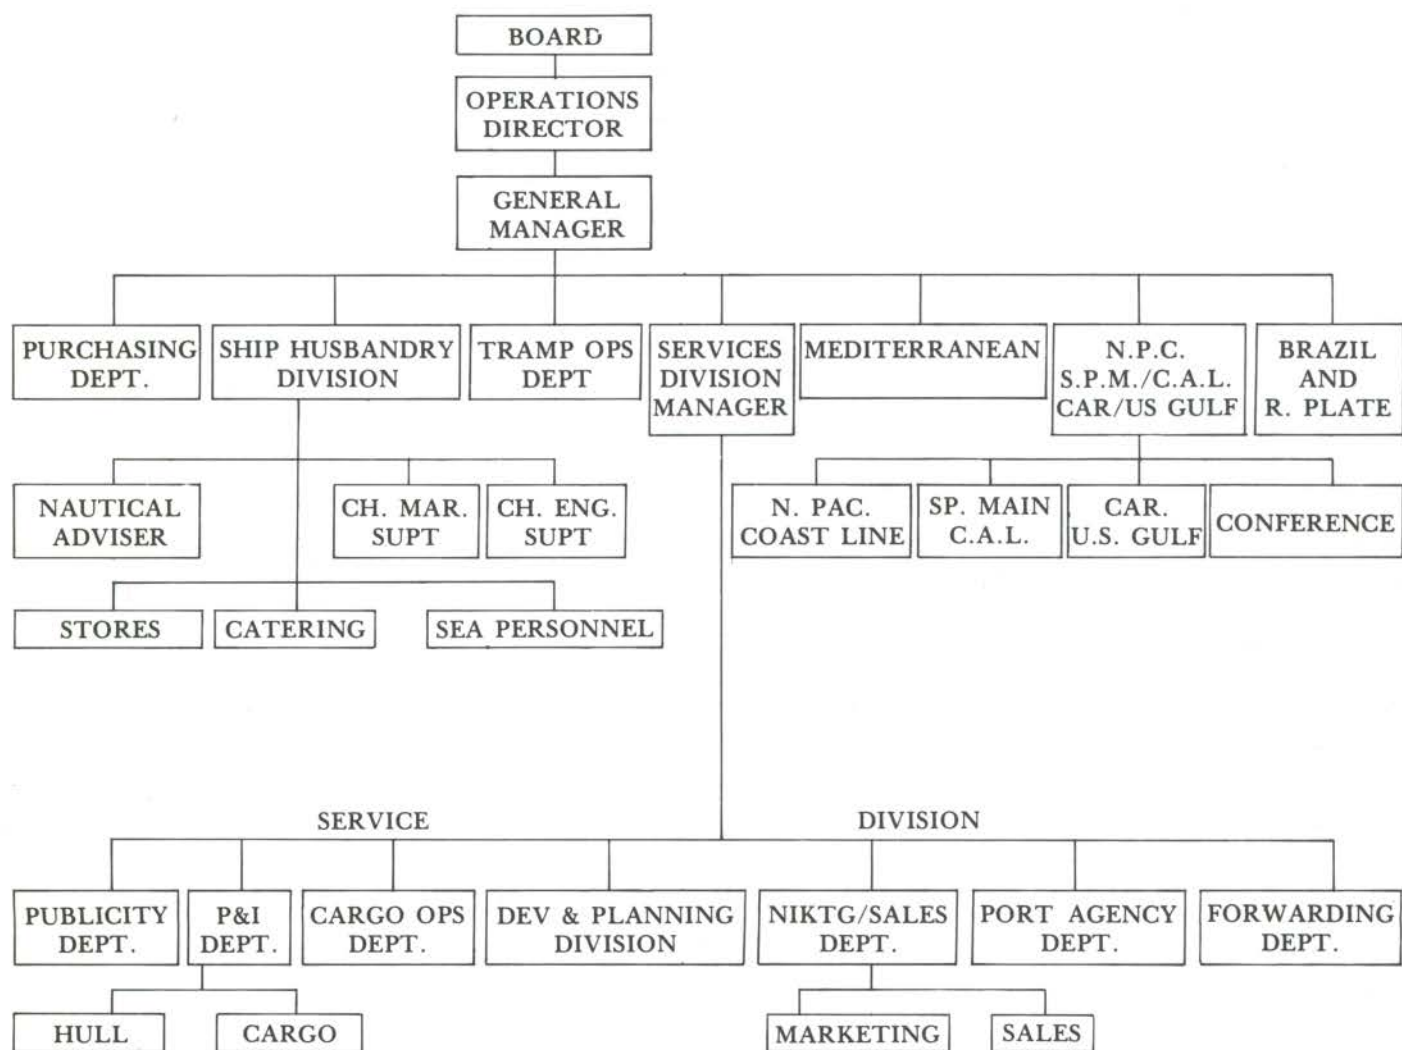 BOARD
OPERATIONS
DIRECTOR
GENERAL
MANAGER
PURCHASING
DEPT.
SHIP HUSBANDRY
DIVISION
TRAMP OPS
DEPT
SERVICES
DIVISION
MANAGER
MEDITERRANEAN
N.P.C.
S.P.M./C.A.L.
CAR/US GULF
BRAZIL
AND
R. PLATE
NAUTICAL
ADVISER
CH. MAR.
SUPT
CH. ENG.
SUPT
N. PAC.
COAST LINE
SP. MAIN
C.A.L.
CAR.
U.S. GULF
CONFERENCE
STORES
CATERING
SEA PERSONNEL
SERVICE
DIVISION
PUBLICITY
DEPT.
P&I
DEPT.
CARGO OPS
DEPT.
DEV & PLANNING
DIVISION
NIKTG/SALES
DEPT.
PORT AGENCY
DEPT.
FORWARDING
DEPT.
HULL
CARGO
MARKETING
SALES